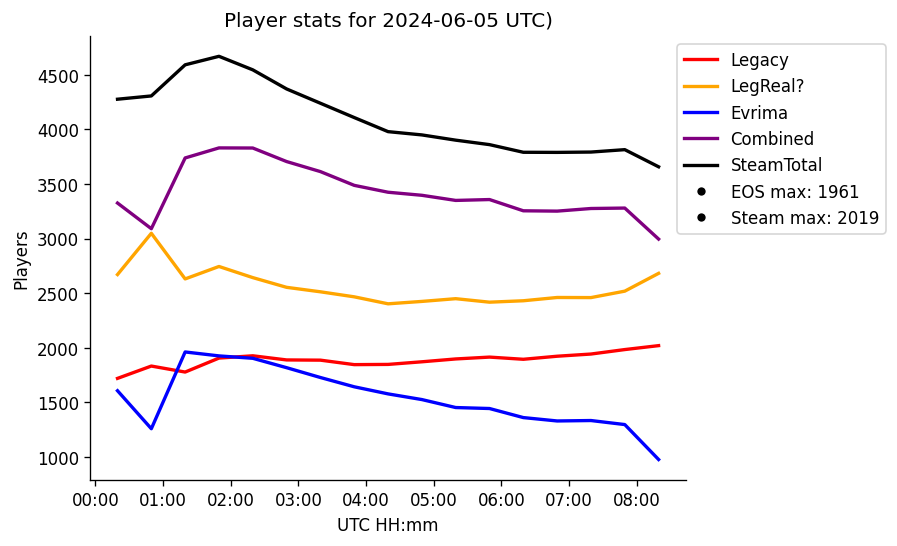 Player stats for 2024-06-05 UTC)
Legacy
LegReal?
Evrima
Combined
SteamTotal
EOS max: 1961
Steam max: 2019
Players
4500
4000
3500
3000
2500
2000
1500
1000
00:00 01:00 02:00 03:00 04:00 05:00 06:00 07:00 08:00
UTC HH:mm